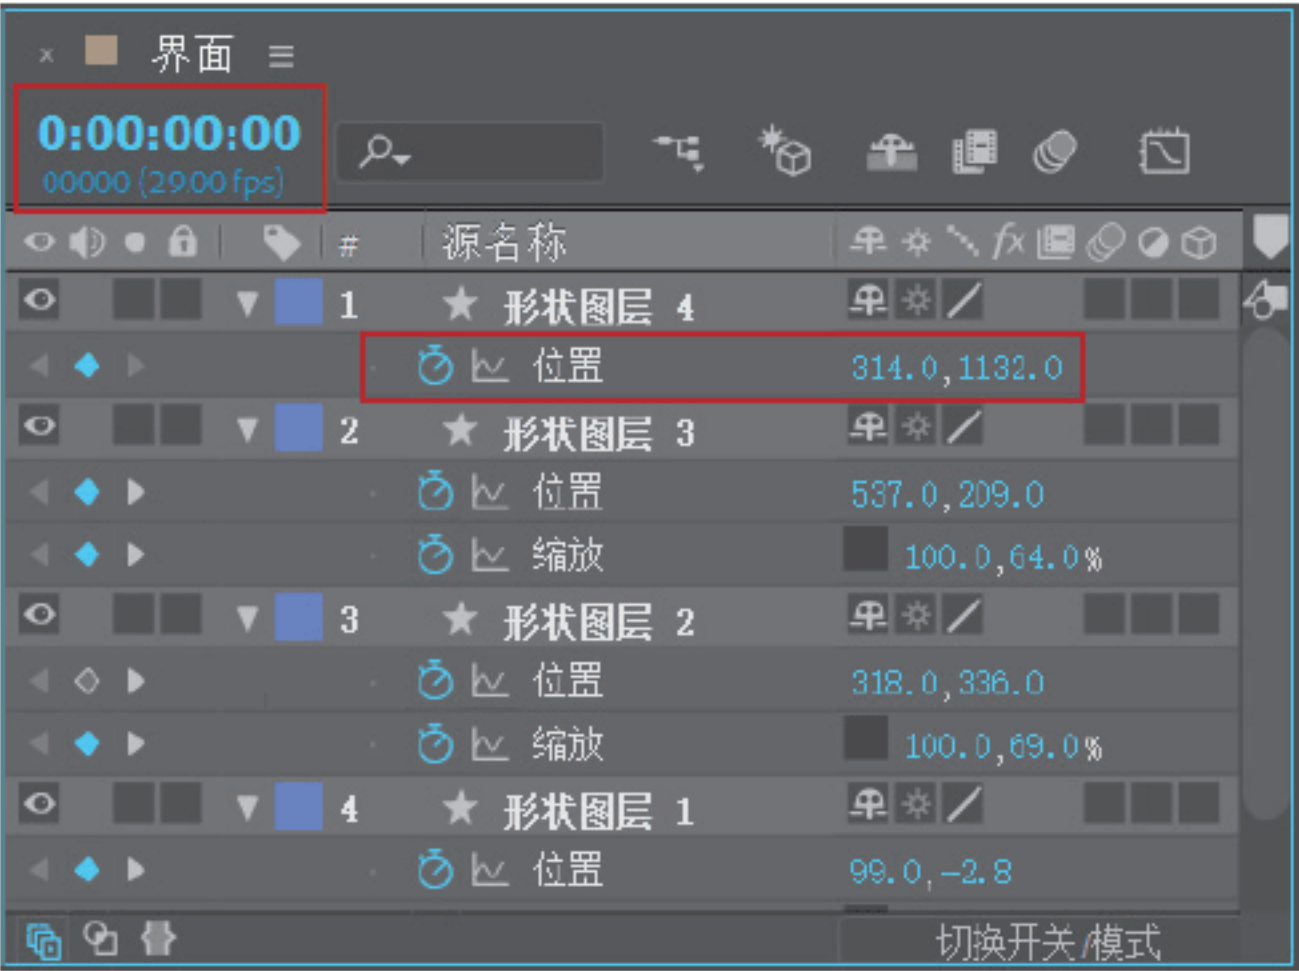 界面
0:00:00:00
00000 (29.00 fps)
# 源名称 fx
1 形状图层 4
位置 314.0,1132.0
2 形状图层 3
位置 537.0,209.0
缩放 100.0,64.0%
3 形状图层 2
位置 318.0,336.0
缩放 100.0,69.0%
4 形状图层 1
位置 99.0,-2.8
切换开关/模式